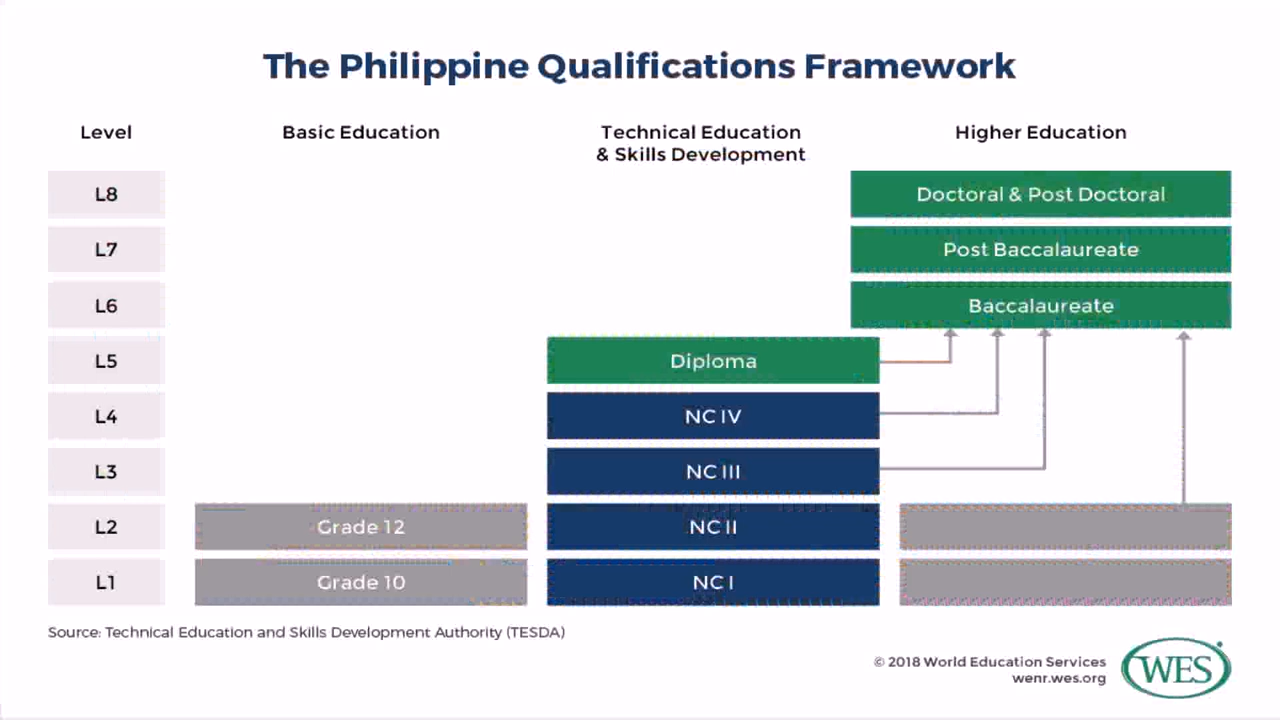 The Philippine Qualifications Framework
Level
Basic Education
Technical Education
& Skills Development
Higher Education
L8
Doctoral & Post Doctoral
L7
Post Baccalaureate
L6
Baccalaureate
L5
Diploma
L4
NC IV
L3
NC III
L2
Grade 12
NC II
L1
Grade 10
NC I
Source: Technical Education and Skills Development Authority (TESDA)
© 2018 World Education Services
wenr.wes.org
WES